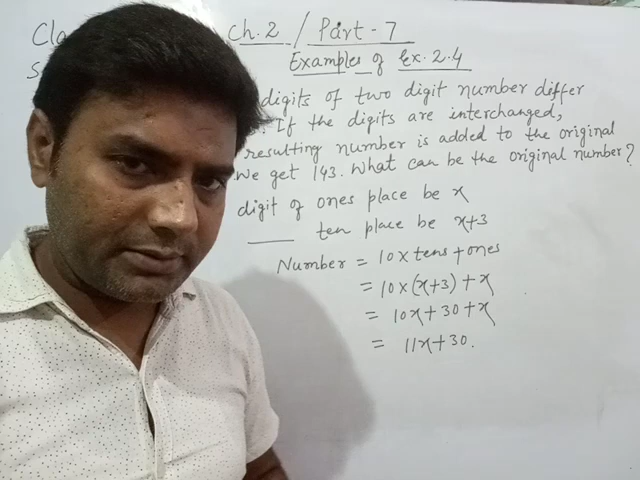 Cla Ch.2 / Part-7
S Examples of Ex. 2.4
digits of two digit number differ
. If the digits are interchanged,
resulting number is added to the original
We get 143. What can be the original number?
digit of ones place be x
____ ten place be x+3
Number = 10 x tens + ones
= 10 x (x+3) + x
= 10x + 30 + x
= 11x + 30.